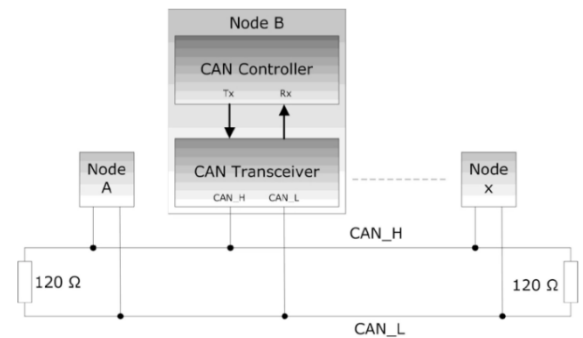 Node B
CAN Controller
Tx Rx
CAN Transceiver
CAN_H CAN_L
Node
A
Node
x
CAN_H
120 Ω
120 Ω
CAN_L